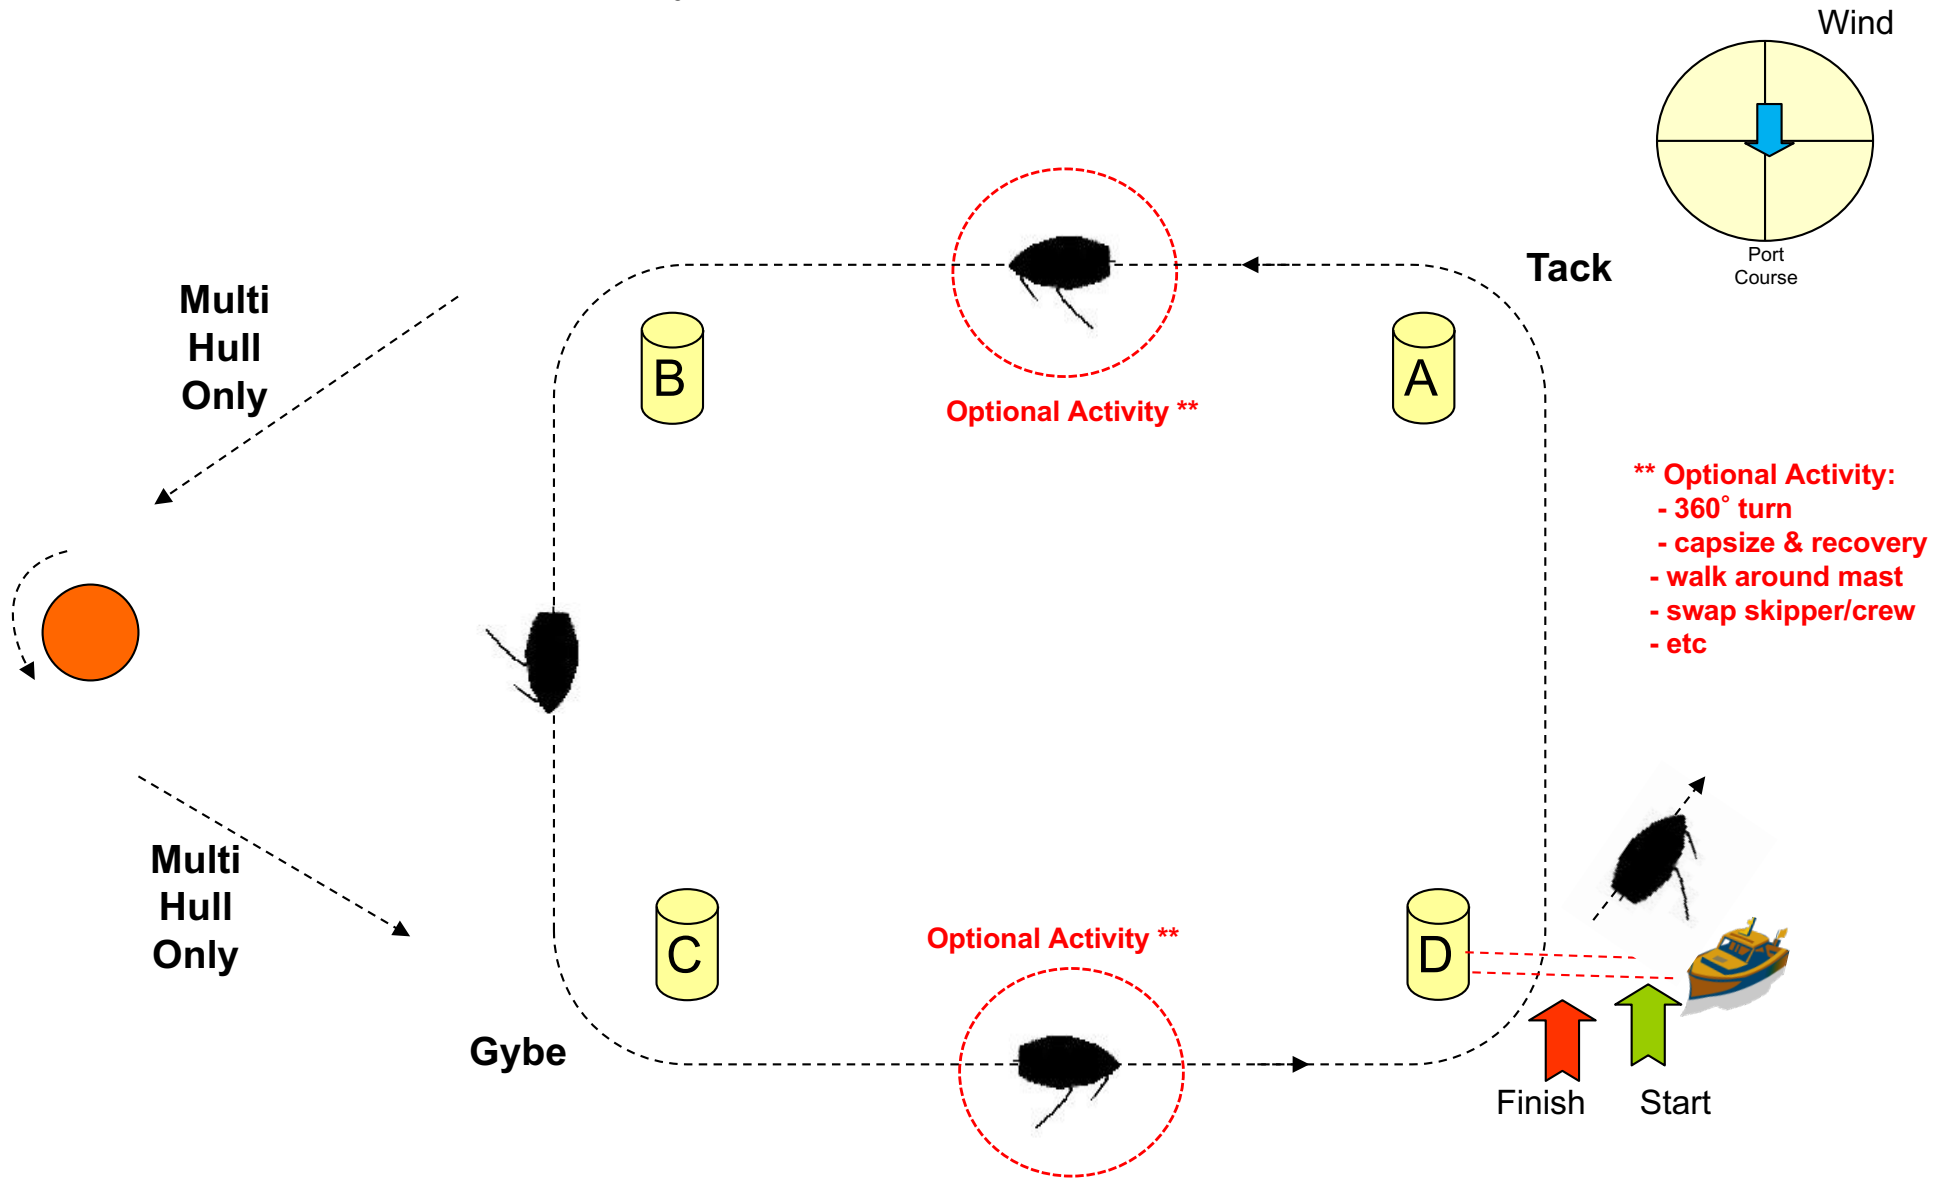 Wind
Port
Course
Tack
Multi
Hull
Only
B
A
Optional Activity **
** Optional Activity:
- 360˚ turn
- capsize & recovery
- walk around mast
- swap skipper/crew
- etc
Multi
Hull
Only
C
Optional Activity **
D
Gybe
Finish
Start